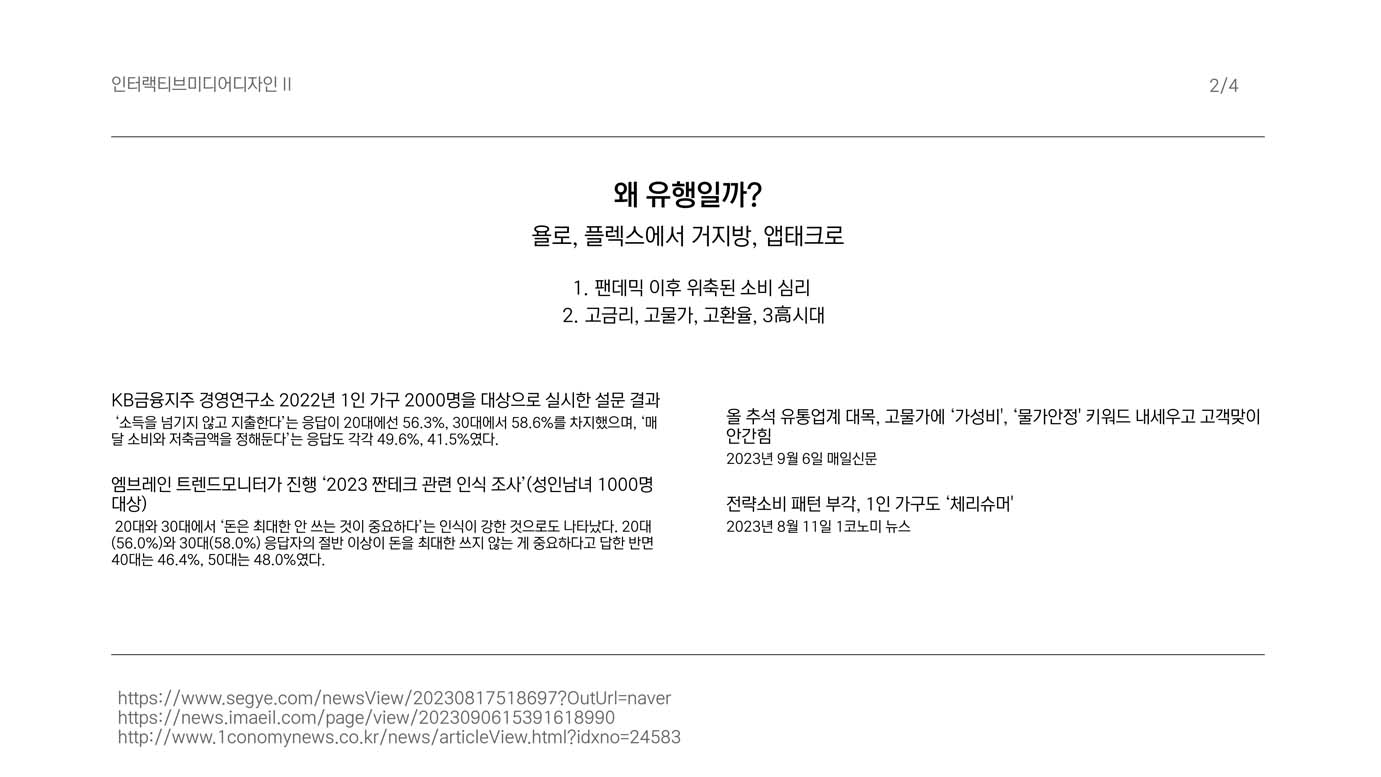 인터랙티브미디어디자인 II
2/4
왜 유행일까?
욜로, 플렉스에서 거지방, 앱태크로
1. 팬데믹 이후 위축된 소비 심리
2. 고금리, 고물가, 고환율, 3高시대
KB금융지주 경영연구소 2022년 1인 가구 2000명을 대상으로 실시한 설문 결과
‘소득을 넘기지 않고 지출한다’는 응답이 20대에선 56.3%, 30대에서 58.6%를 차지했으며, ‘매
달 소비와 저축금액을 정해둔다’는 응답도 각각 49.6%, 41.5%였다.
엠브레인 트렌드모니터가 진행 ‘2023 짠테크 관련 인식 조사’(성인남녀 1000명
대상)
20대와 30대에서 ‘돈은 최대한 안 쓰는 것이 중요하다’는 인식이 강한 것으로도 나타났다. 20대
(56.0%)와 30대(58.0%) 응답자의 절반 이상이 돈을 최대한 쓰지 않는 게 중요하다고 답한 반면
40대는 46.4%, 50대는 48.0%였다.
올 추석 유통업계 대목, 고물가에 ‘가성비', ‘물가안정' 키워드 내세우고 고객맞이
안간힘
2023년 9월 6일 매일신문
전략소비 패턴 부각, 1인 가구도 ‘체리슈머'
2023년 8월 11일 1코노미 뉴스
https://www.segye.com/newsView/20230817518697?OutUrl=naver
https://news.imaeil.com/page/view/2023090615391618990
http://www.1conomynews.co.kr/news/articleView.html?idxno=24583